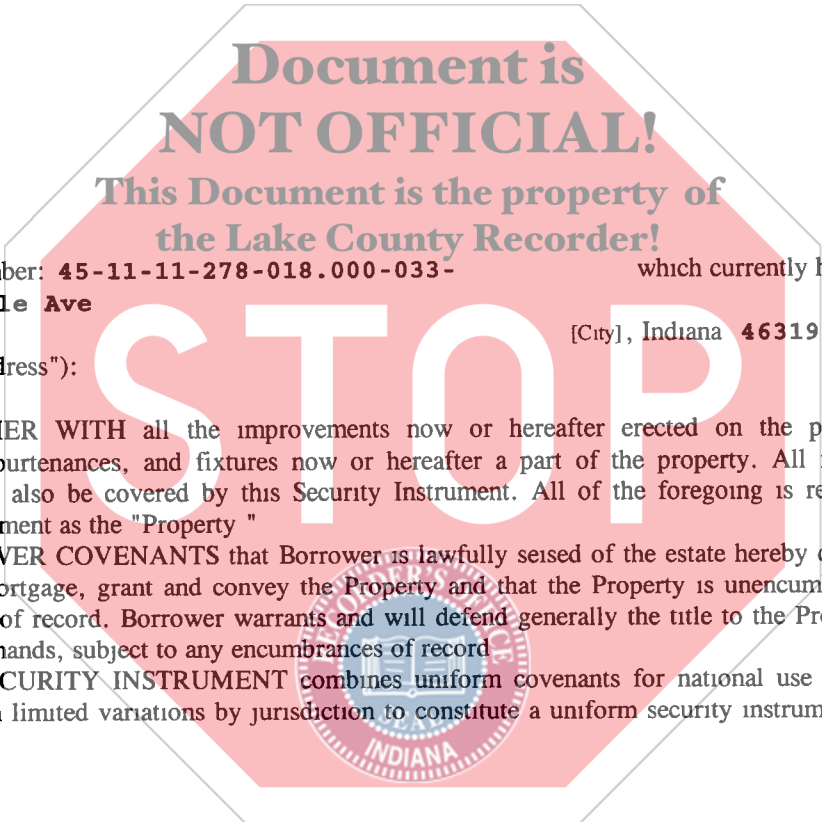 Document is
NOT OFFICIAL!
This Document is the property of
the Lake County Recorder!
ber: 45-11-11-278-018.000-033- which currently h
le Ave
[City], Indiana 46319
dress"):
STOP
ER WITH all the improvements now or hereafter erected on the p
purtenances, and fixtures now or hereafter a part of the property. All
also be covered by this Security Instrument. All of the foregoing is re
ment as the "Property "
VER COVENANTS that Borrower is lawfully seised of the estate hereby
ortgage, grant and convey the Property and that the Property is unencum
of record. Borrower warrants and will defend generally the title to the Pr
ands, subject to any encumbrances of record
CURITY INSTRUMENT combines uniform covenants for national use
limited variations by jurisdiction to constitute a uniform security instrum
RECORDER'S OFFICE
SEAL
INDIANA